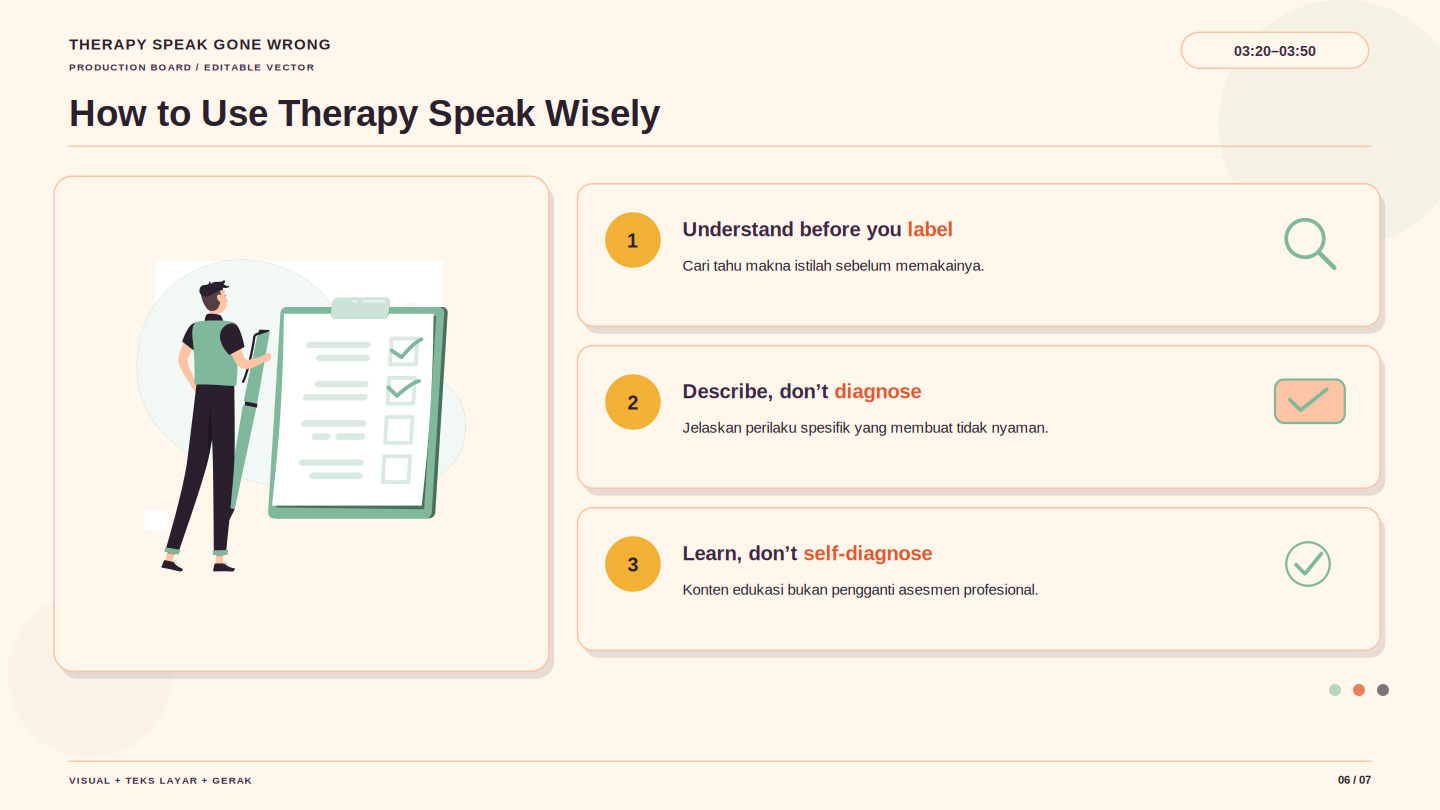 THERAPY SPEAK GONE WRONG
PRODUCTION BOARD / EDITABLE VECTOR
03:20–03:50
How to Use Therapy Speak Wisely
1
Understand before you label
Cari tahu makna istilah sebelum memakainya.
2
Describe, don’t diagnose
Jelaskan perilaku spesifik yang membuat tidak nyaman.
3
Learn, don’t self-diagnose
Konten edukasi bukan pengganti asesmen profesional.
VISUAL + TEKS LAYAR + GERAK
06 / 07